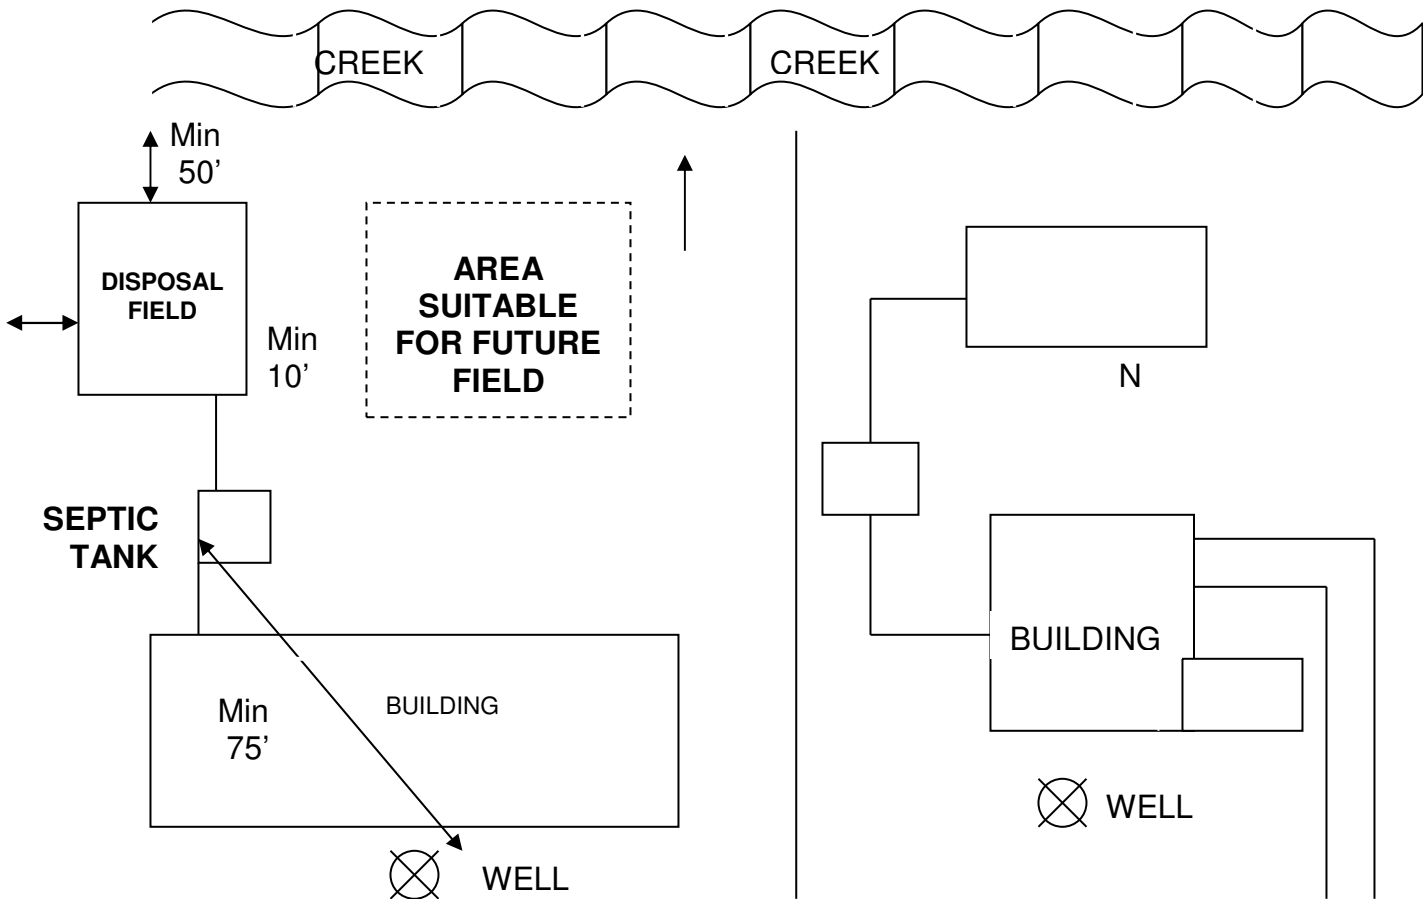 CREEK
CREEK
Min
50’
DISPOSAL
FIELD
AREA
SUITABLE
FOR FUTURE
FIELD
Min
10’
N
SEPTIC
TANK
BUILDING
Min
75’
BUILDING
WELL
WELL